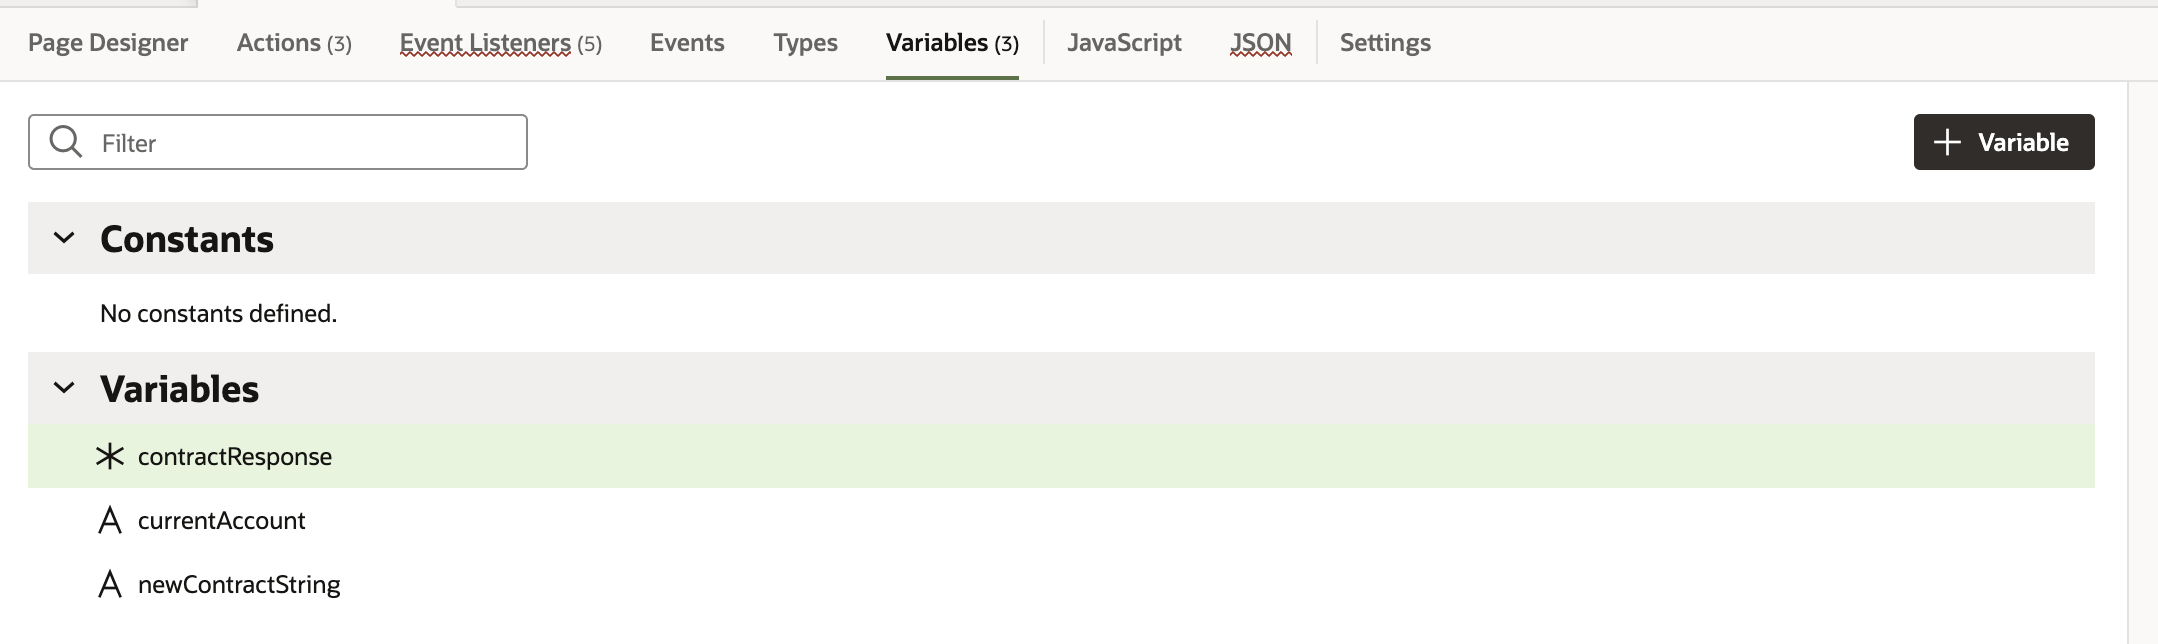 Page Designer Actions (3) Event Listeners (5) Events Types Variables (3) JavaScript JSON Settings
Filter
+ Variable
Constants
No constants defined.
Variables
contractResponse
A currentAccount
A newContractString